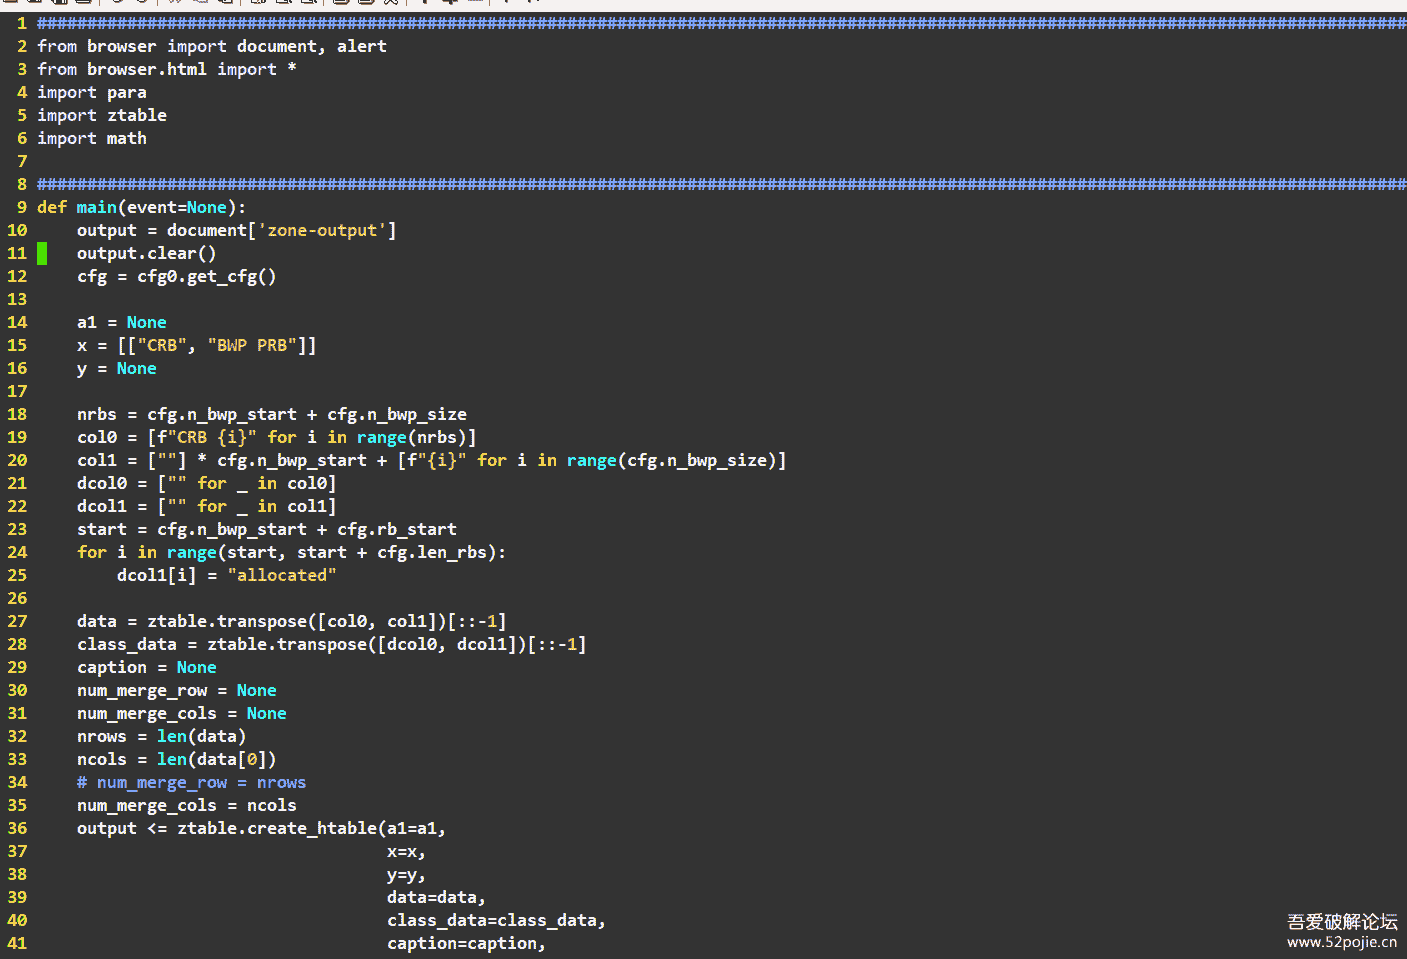 1 #########################################################################################################################################
2 from browser import document, alert
3 from browser.html import *
4 import para
5 import ztable
6 import math
7
8 #########################################################################################################################################
9 def main(event=None):
10     output = document['zone-output']
11     output.clear()
12     cfg = cfg0.get_cfg()
13
14     a1 = None
15     x = [["CRB", "BWP PRB"]]
16     y = None
17
18     nrbs = cfg.n_bwp_start + cfg.n_bwp_size
19     col0 = [f"CRB {i}" for i in range(nrbs)]
20     col1 = [""] * cfg.n_bwp_start + [f"{i}" for i in range(cfg.n_bwp_size)]
21     dcol0 = ["" for _ in col0]
22     dcol1 = ["" for _ in col1]
23     start = cfg.n_bwp_start + cfg.rb_start
24     for i in range(start, start + cfg.len_rbs):
25         dcol1[i] = "allocated"
26
27     data = ztable.transpose([col0, col1])[::-1]
28     class_data = ztable.transpose([dcol0, dcol1])[::-1]
29     caption = None
30     num_merge_row = None
31     num_merge_cols = None
32     nrows = len(data)
33     ncols = len(data[0])
34     # num_merge_row = nrows
35     num_merge_cols = ncols
36     output <= ztable.create_htable(a1=a1,
37                                    x=x,
38                                    y=y,
39                                    data=data,
40                                    class_data=class_data,
41                                    caption=caption,
吾爱破解论坛
www.52pojie.cn